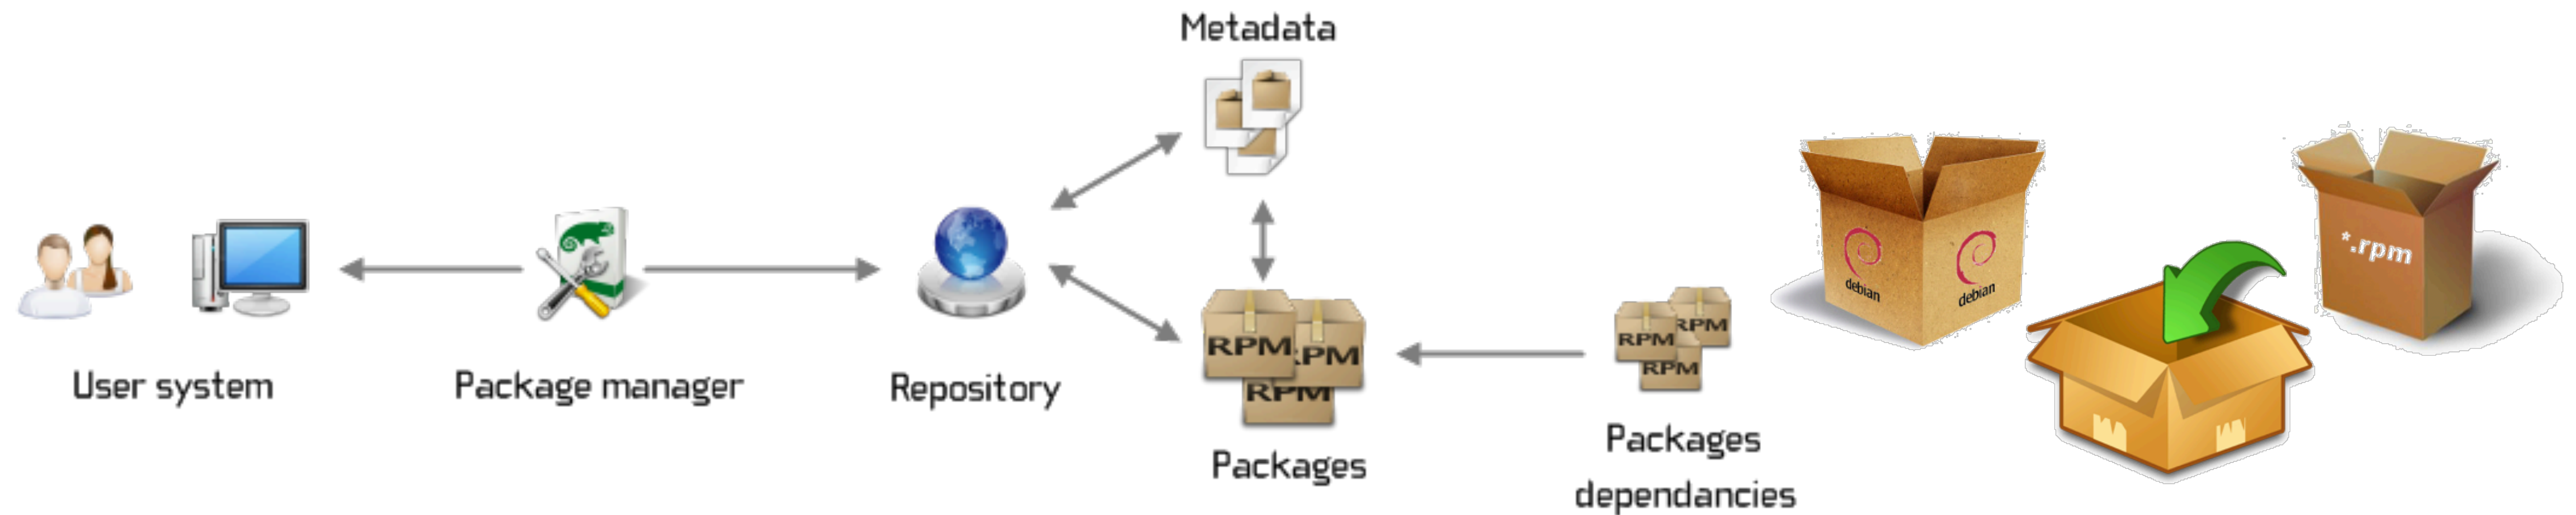 Metadata
User system
Package manager
Repository
RPM
RPM
RPM
Packages
RPM
RPM
RPM
Packages
dependancies
debian
debian
*.rpm